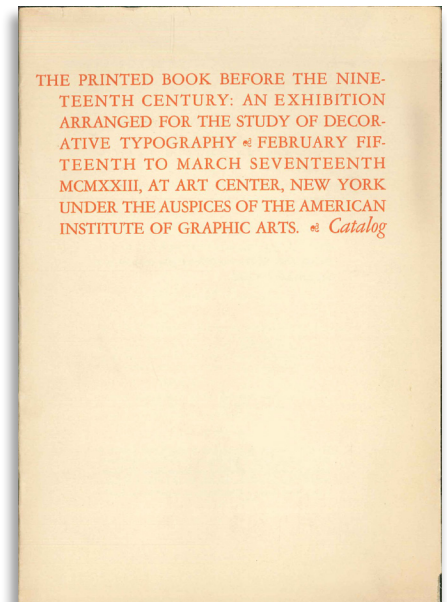 THE PRINTED BOOK BEFORE THE NINE-
TEENTH CENTURY: AN EXHIBITION
ARRANGED FOR THE STUDY OF DECOR-
ATIVE TYPOGRAPHY ☙ FEBRUARY FIF-
TEENTH TO MARCH SEVENTEENTH
MCMXXIII, AT ART CENTER, NEW YORK
UNDER THE AUSPICES OF THE AMERICAN
INSTITUTE OF GRAPHIC ARTS. ☙ Catalog